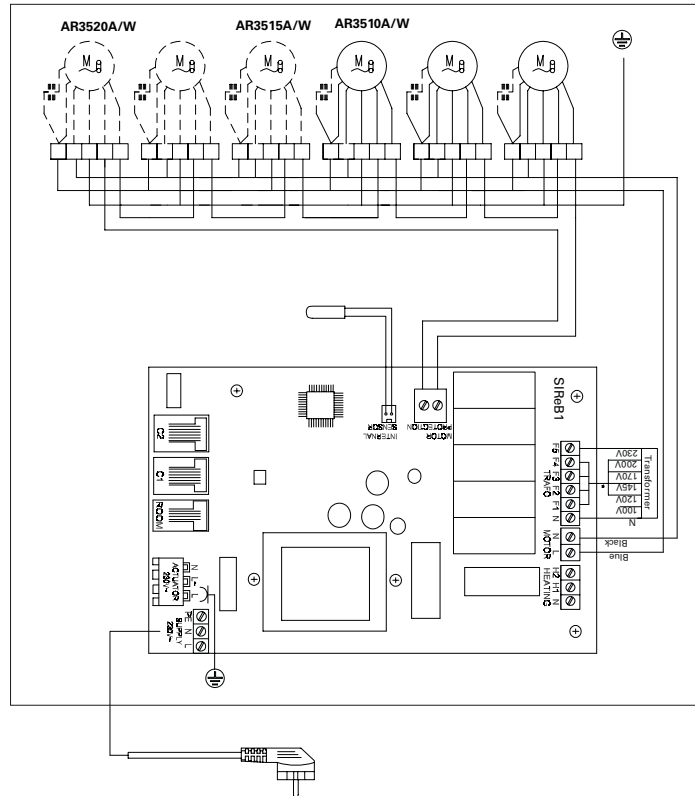 AR3520A/W
AR3515A/W
AR3510A/W
M
M
M
M
M
M
SIReB1
INTERNAL
SENSOR
MOTOR
PROTECTION
C2
C1
ROOM
N
L'
L
ACTUATOR
230V~
PE
N
L
SUPPLY
230V~
F5
F4
F3
F2
F1
N
TRAFO
N
L
MOTOR
H2
H1
N
HEATING
230V
200V
170V
145V
120V
100V
N
*
Transformer
Black
Blue